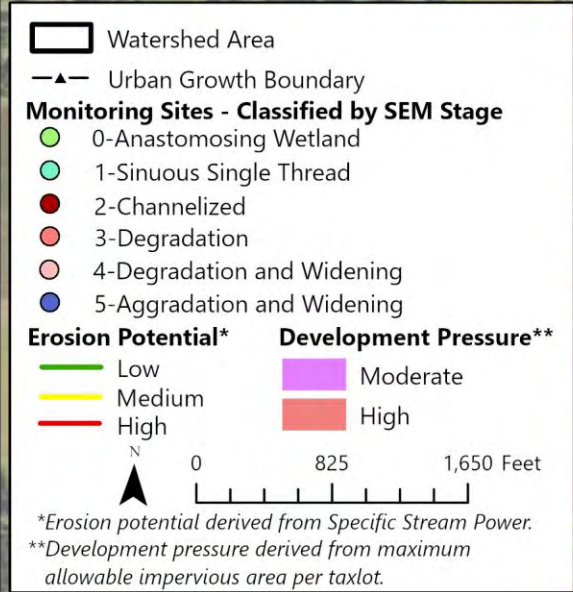 Watershed Area
Urban Growth Boundary
Monitoring Sites - Classified by SEM Stage
0-Anastomosing Wetland
1-Sinuous Single Thread
2-Channelized
3-Degradation
4-Degradation and Widening
5-Aggradation and Widening
Erosion Potential*
Low
Medium
High
Development Pressure**
Moderate
High
N
0 825 1,650 Feet
*Erosion potential derived from Specific Stream Power.
**Development pressure derived from maximum
allowable impervious area per taxlot.